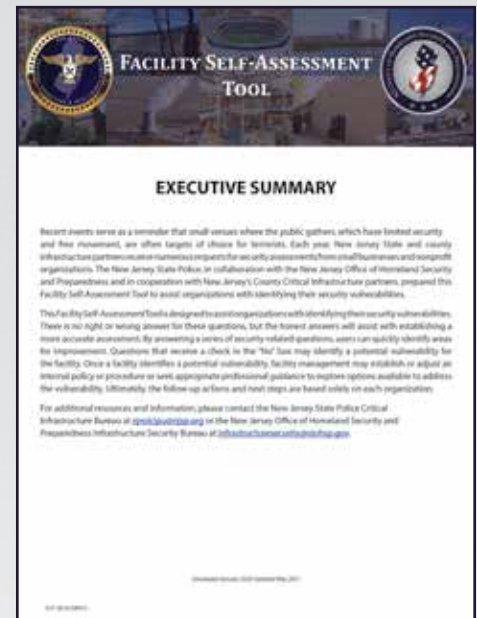 FACILITY SELF-ASSESSMENT
TOOL
EXECUTIVE SUMMARY
Recent events serve as a reminder that small venues where the public gathers, which have limited security
and free movement, are often targets of choice for terrorists. Each year, New Jersey State and county
infrastructure partners receive numerous requests for security assessments from small businesses and nonprofit
organizations. The New Jersey State Police, in collaboration with the New Jersey Office of Homeland Security
and Preparedness and in cooperation with New Jersey's County Critical Infrastructure partners, prepared this
Facility Self-Assessment Tool to assist organizations with identifying their security vulnerabilities.
This Facility Self-Assessment Tool is designed to assist organizations with identifying their security vulnerabilities.
There is no right or wrong answer for these questions, but the honest answers will assist with establishing a
more accurate assessment. By answering a series of security-related questions, users can quickly identify areas
for improvement. Questions that receive a check in the "No" box may identify a potential vulnerability for
the facility. Once a facility identifies a potential vulnerability, facility management may establish or adjust an
internal policy or procedure or seek appropriate professional guidance to explore options available to address
the vulnerability. Ultimately, the follow-up actions and next steps are based solely on each organization.
For additional resources and information, please contact the New Jersey State Police Critical
Infrastructure Bureau at or the New Jersey Office of Homeland Security and
Preparedness Infrastructure Security Bureau at